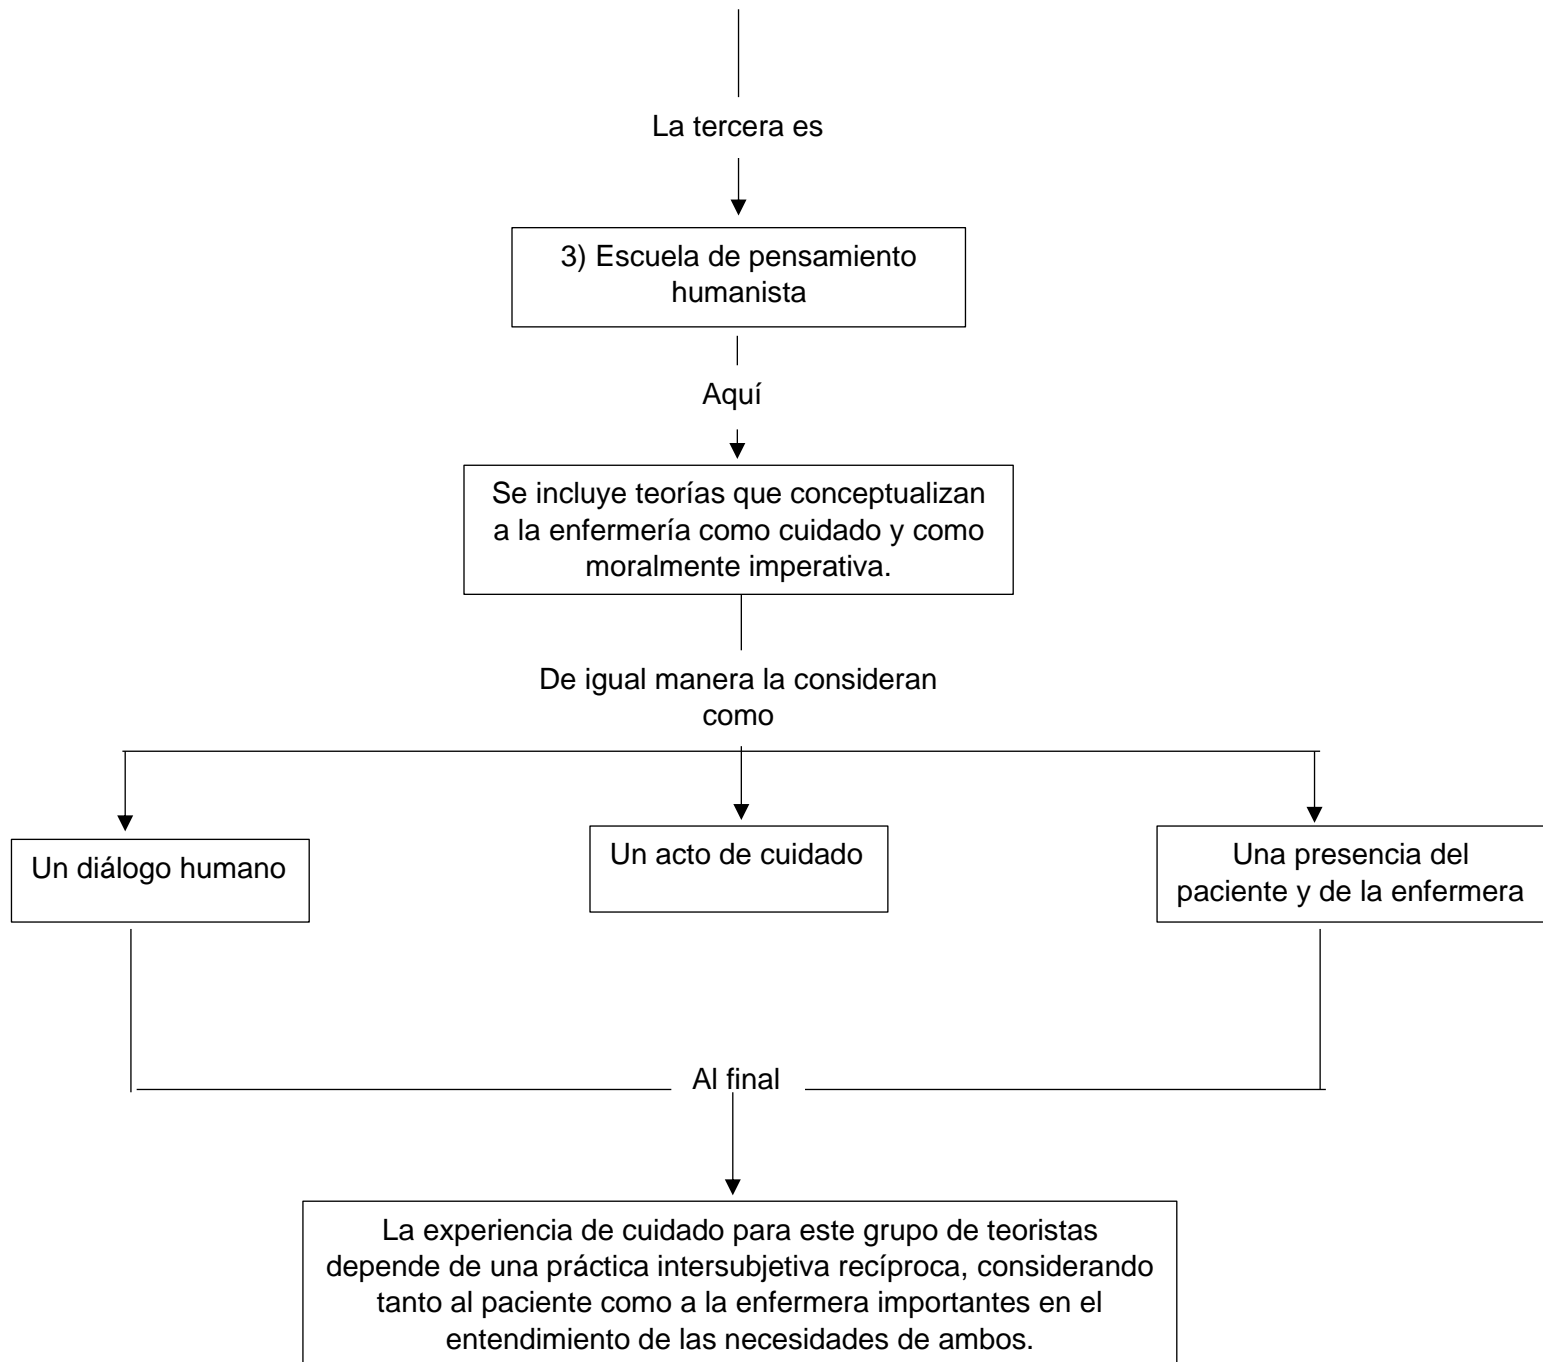 La tercera es
3) Escuela de pensamiento
humanista
Aquí
Se incluye teorías que conceptualizan
a la enfermería como cuidado y como
moralmente imperativa.
De igual manera la consideran
como
Un diálogo humano
Un acto de cuidado
Una presencia del
paciente y de la enfermera
Al final
La experiencia de cuidado para este grupo de teoristas
depende de una práctica intersubjetiva recíproca, considerando
tanto al paciente como a la enfermera importantes en el
entendimiento de las necesidades de ambos.